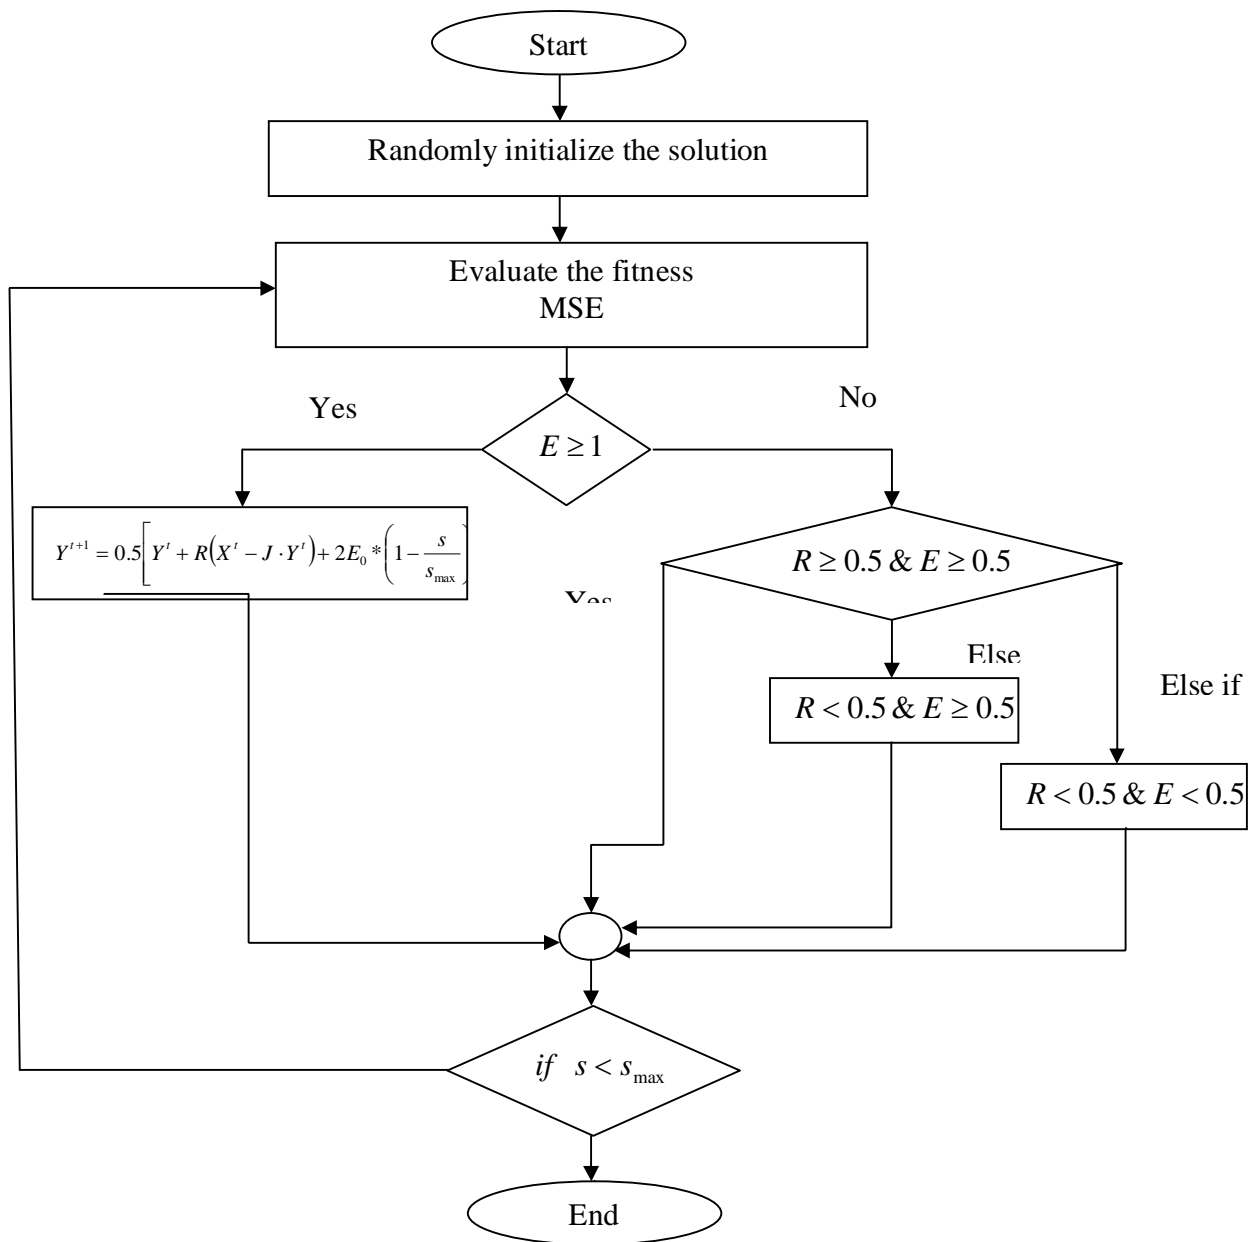 Start
Randomly initialize the solution
Evaluate the fitness
MSE
Yes
No
E ≥ 1
Y^{t+1} = 0.5[Y^t + R(X^t − J · Y^t) + 2E_0 * (1 − s/s_max)
R ≥ 0.5 & E ≥ 0.5
Yes
Else
Else if
R < 0.5 & E ≥ 0.5
R < 0.5 & E < 0.5
if s < s_max
End